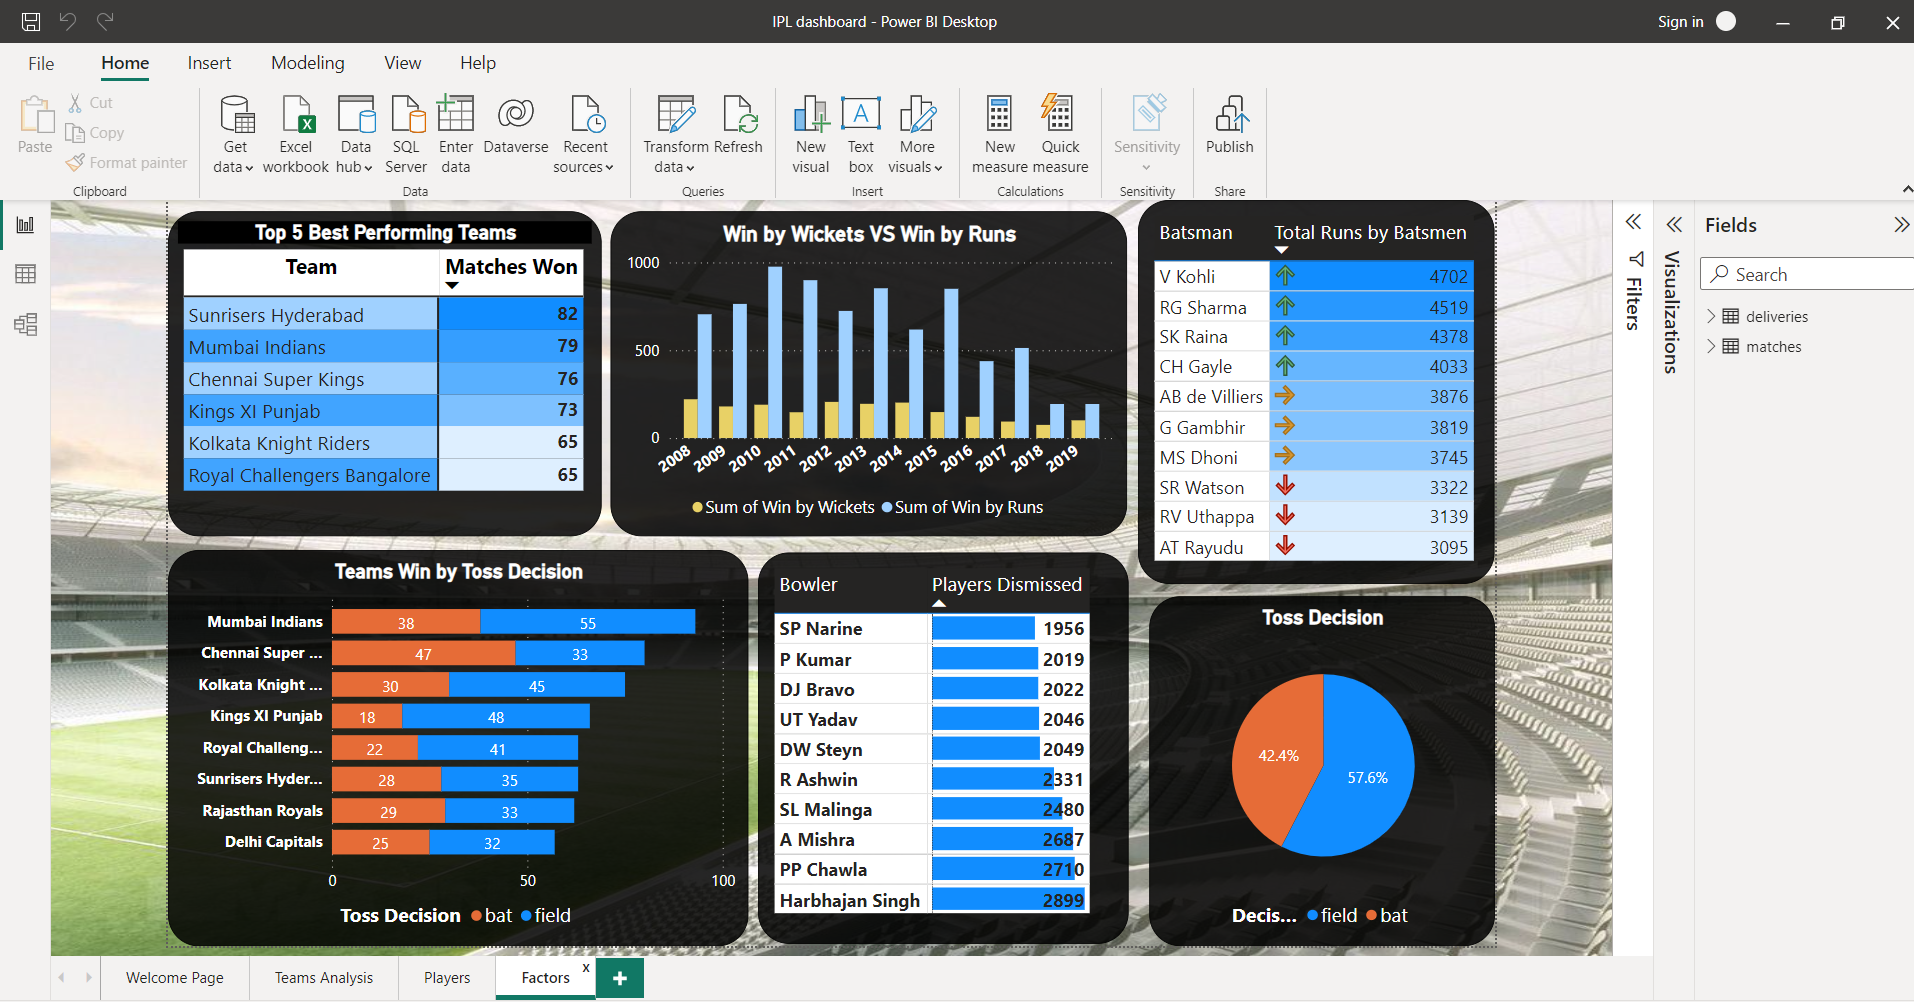 IPL dashboard - Power BI Desktop
Sign in
File
Home
Insert
Modeling
View
Help
Paste
Cut
Copy
Format painter
Clipboard
Get data
Excel workbook
Data hub
SQL Server
Enter data
Dataverse
Recent sources
Data
Transform data
Refresh
Queries
New visual
Text box
More visuals
Insert
New measure
Quick measure
Calculations
Sensitivity
Sensitivity
Publish
Share
Top 5 Best Performing Teams
Team Matches Won
Sunrisers Hyderabad 82
Mumbai Indians 79
Chennai Super Kings 76
Kings XI Punjab 73
Kolkata Knight Riders 65
Royal Challengers Bangalore 65
Win by Wickets VS Win by Runs
1000
500
0
2008 2009 2010 2011 2012 2013 2014 2015 2016 2017 2018 2019
Sum of Win by Wickets Sum of Win by Runs
Batsman Total Runs by Batsmen
V Kohli 4702
RG Sharma 4519
SK Raina 4378
CH Gayle 4033
AB de Villiers 3876
G Gambhir 3819
MS Dhoni 3745
SR Watson 3322
RV Uthappa 3139
AT Rayudu 3095
Teams Win by Toss Decision
Mumbai Indians 38 55
Chennai Super ... 47 33
Kolkata Knight ... 30 45
Kings XI Punjab 18 48
Royal Challeng... 22 41
Sunrisers Hyder... 28 35
Rajasthan Royals 29 33
Delhi Capitals 25 32
0 50 100
Toss Decision bat field
Bowler Players Dismissed
SP Narine 1956
P Kumar 2019
DJ Bravo 2022
UT Yadav 2046
DW Steyn 2049
R Ashwin 2331
SL Malinga 2480
A Mishra 2687
PP Chawla 2710
Harbhajan Singh 2899
Toss Decision
42.4%
57.6%
Decis... field bat
Filters
Visualizations
Fields
Search
deliveries
matches
Welcome Page
Teams Analysis
Players
Factors
x
+